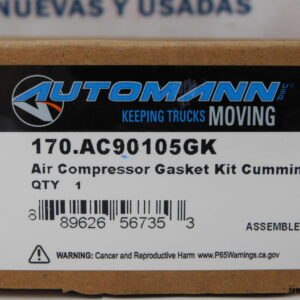 NUEVAS Y USADAS
AUTOMANN USA
KEEPING TRUCKS MOVING
170.AC90105GK
Air Compressor Gasket Kit Cummin
QTY 1
8 89626 56735 3
ASSEMBLE
WARNING: Cancer and Reproductive Harm www.P65Warnings.ca.gov